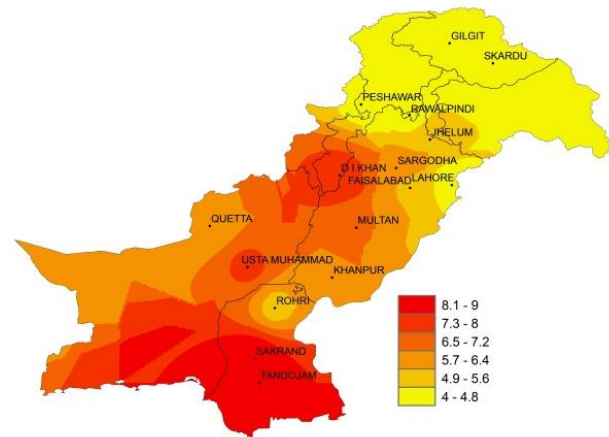 GILGIT
SKARDU
PESHAWAR
RAWALPINDI
JHELUM
SARGODHA
D I KHAN
FAISALABAD
LAHORE
QUETTA
MULTAN
USTA MUHAMMAD
KHANPUR
ROHRI
SAKRAND
TANDOJAM
8.1 - 9
7.3 - 8
6.5 - 7.2
5.7 - 6.4
4.9 - 5.6
4 - 4.8